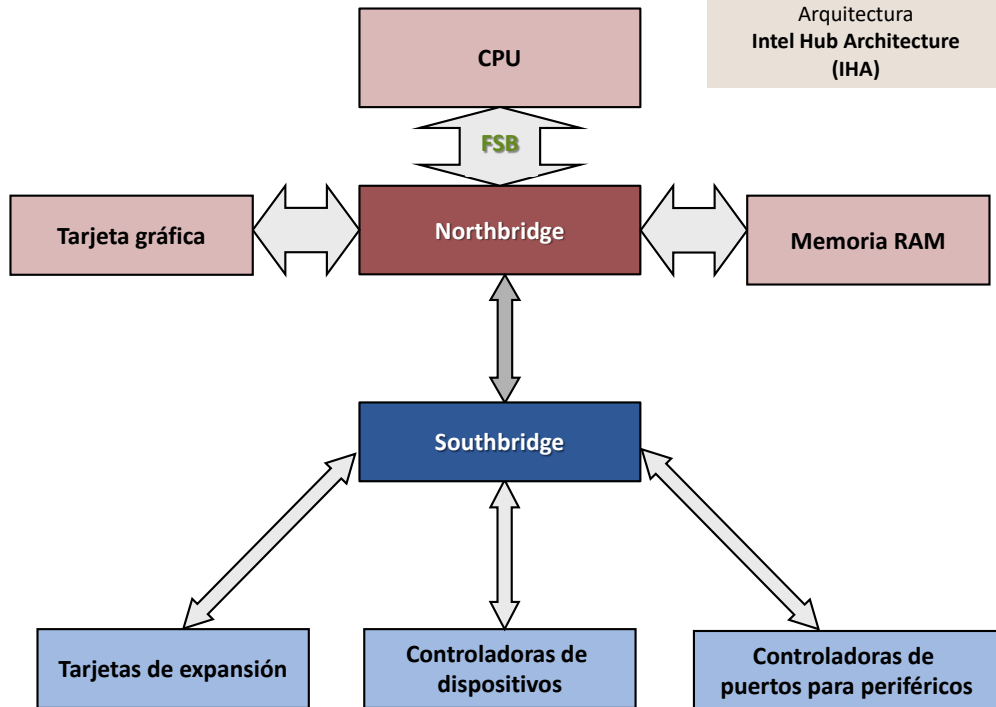 Arquitectura
Intel Hub Architecture
(IHA)
CPU
FSB
Tarjeta gráfica
Northbridge
Memoria RAM
Southbridge
Tarjetas de expansión
Controladoras de
dispositivos
Controladoras de
puertos para periféricos